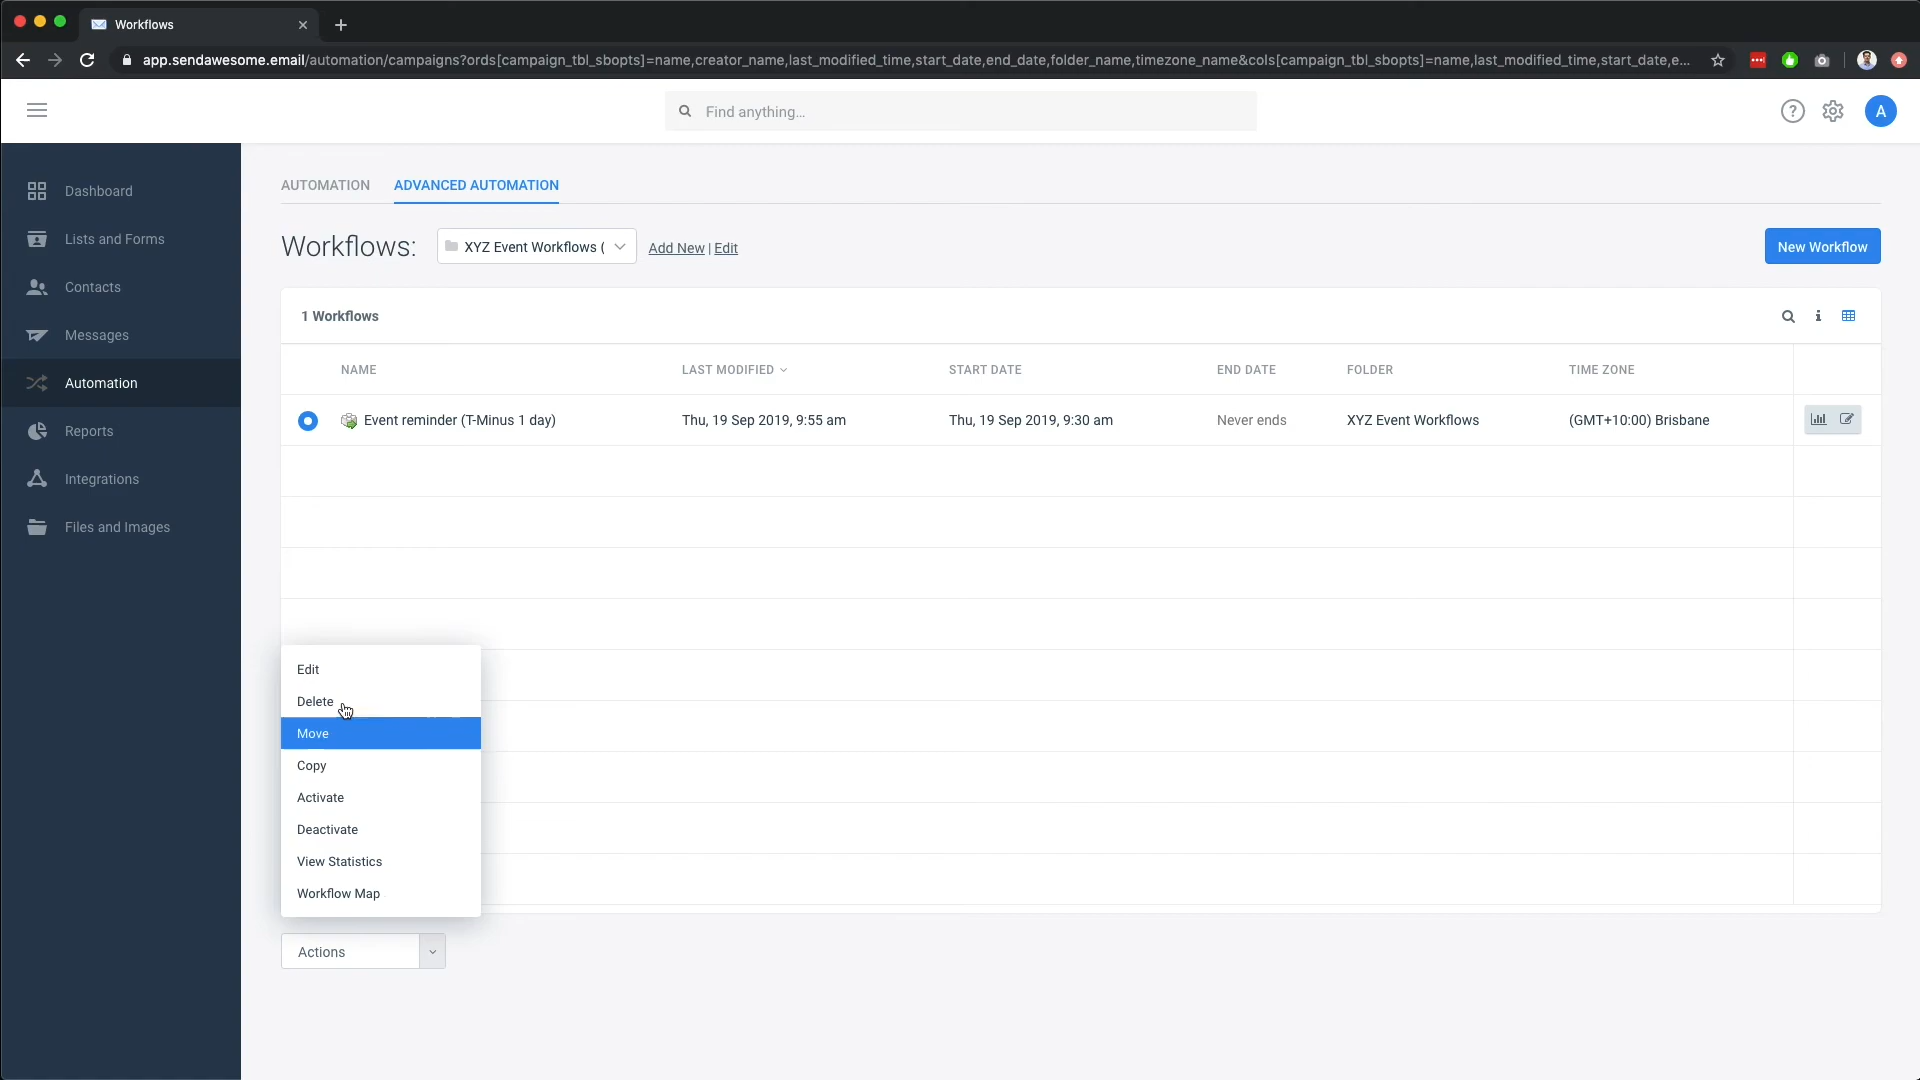 Workflows
app.sendawesome.email/automation/campaigns?ords[campaign_tbl_sbopts]=name,creator_name,last_modified_time,start_date,end_date,folder_name,timezone_name&cols[campaign_tbl_sbopts]=name,last_modified_time,start_date,e...
Find anything...
A
Dashboard
Lists and Forms
Contacts
Messages
Automation
Reports
Integrations
Files and Images
AUTOMATION ADVANCED AUTOMATION
Workflows: XYZ Event Workflows ( Add New | Edit New Workflow
1 Workflows
NAME LAST MODIFIED START DATE END DATE FOLDER TIME ZONE
Event reminder (T-Minus 1 day) Thu, 19 Sep 2019, 9:55 am Thu, 19 Sep 2019, 9:30 am Never ends XYZ Event Workflows (GMT+10:00) Brisbane
Edit
Delete
Move
Copy
Activate
Deactivate
View Statistics
Workflow Map
Actions